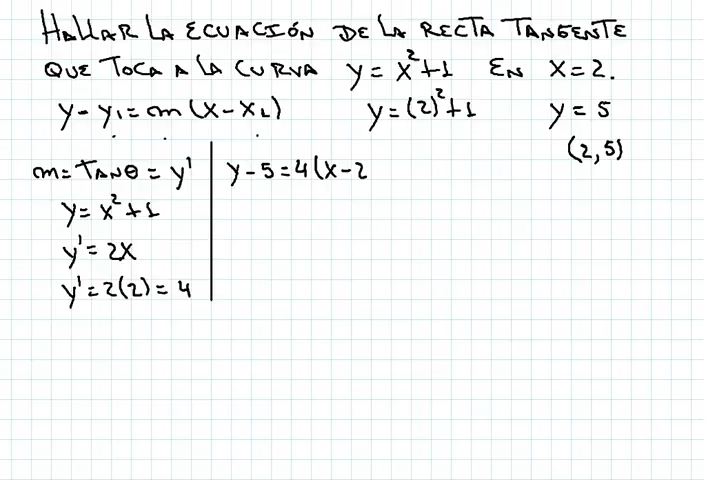 HALLAR LA ECUACIÓN DE LA RECTA TANGENTE
QUE TOCA A LA CURVA y = x²+1 EN x=2.
y - y₁ = m (x - x₁) y = (2)²+1 y = 5
(2,5)
m = TANθ = y' y - 5 = 4(x - 2
y = x²+1
y' = 2x
y' = 2(2) = 4